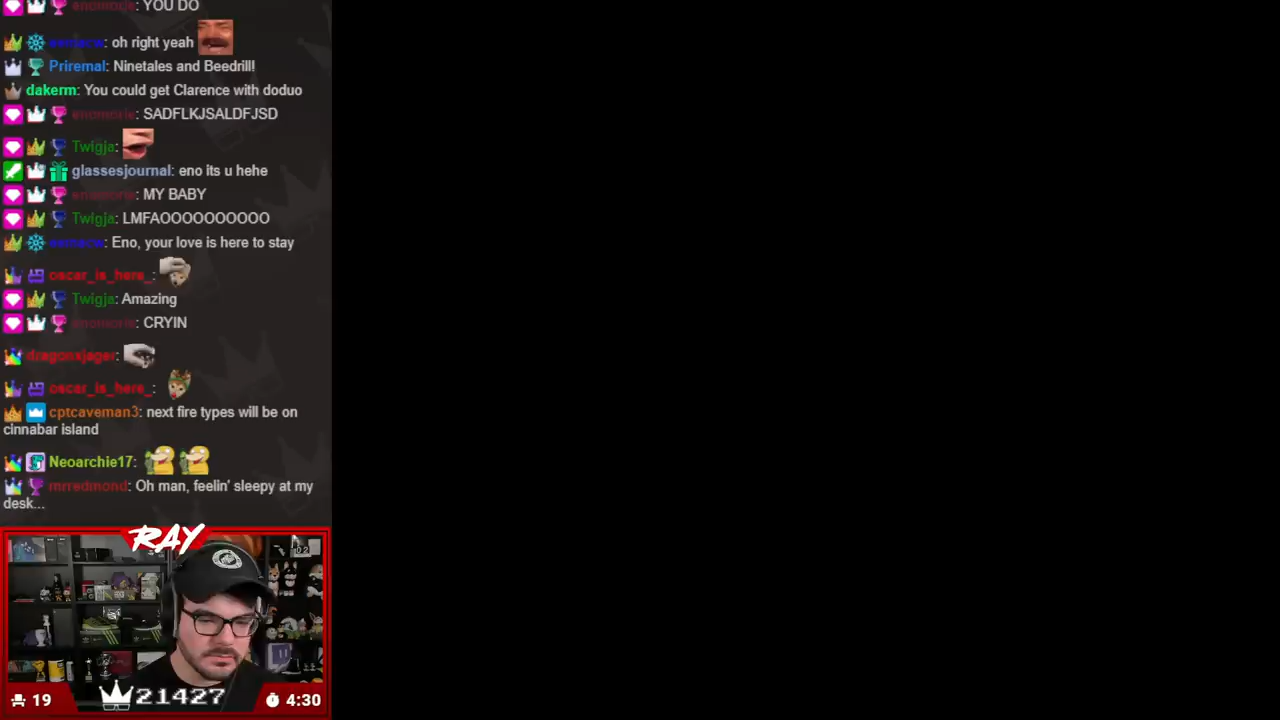 enomoris: YOU DO
oh right yeah
Priremal: Ninetales and Beedrill!
dakerm: You could get Clarence with doduo
SADFLKJSALDFJSD
Twigja:
glassesjournal: eno its u hehe
MY BABY
Twigja: LMFAOOOOOOOOOO
Eno, your love is here to stay
oscar_is_here_:
Twigja: Amazing
CRYIN
dragonxjager:
oscar_is_here_:
cptcaveman3: next fire types will be on
cinnabar island
Neoarchie17:
mrredmond: Oh man, feelin' sleepy at my
desk...
RAY
19
21427
4:30